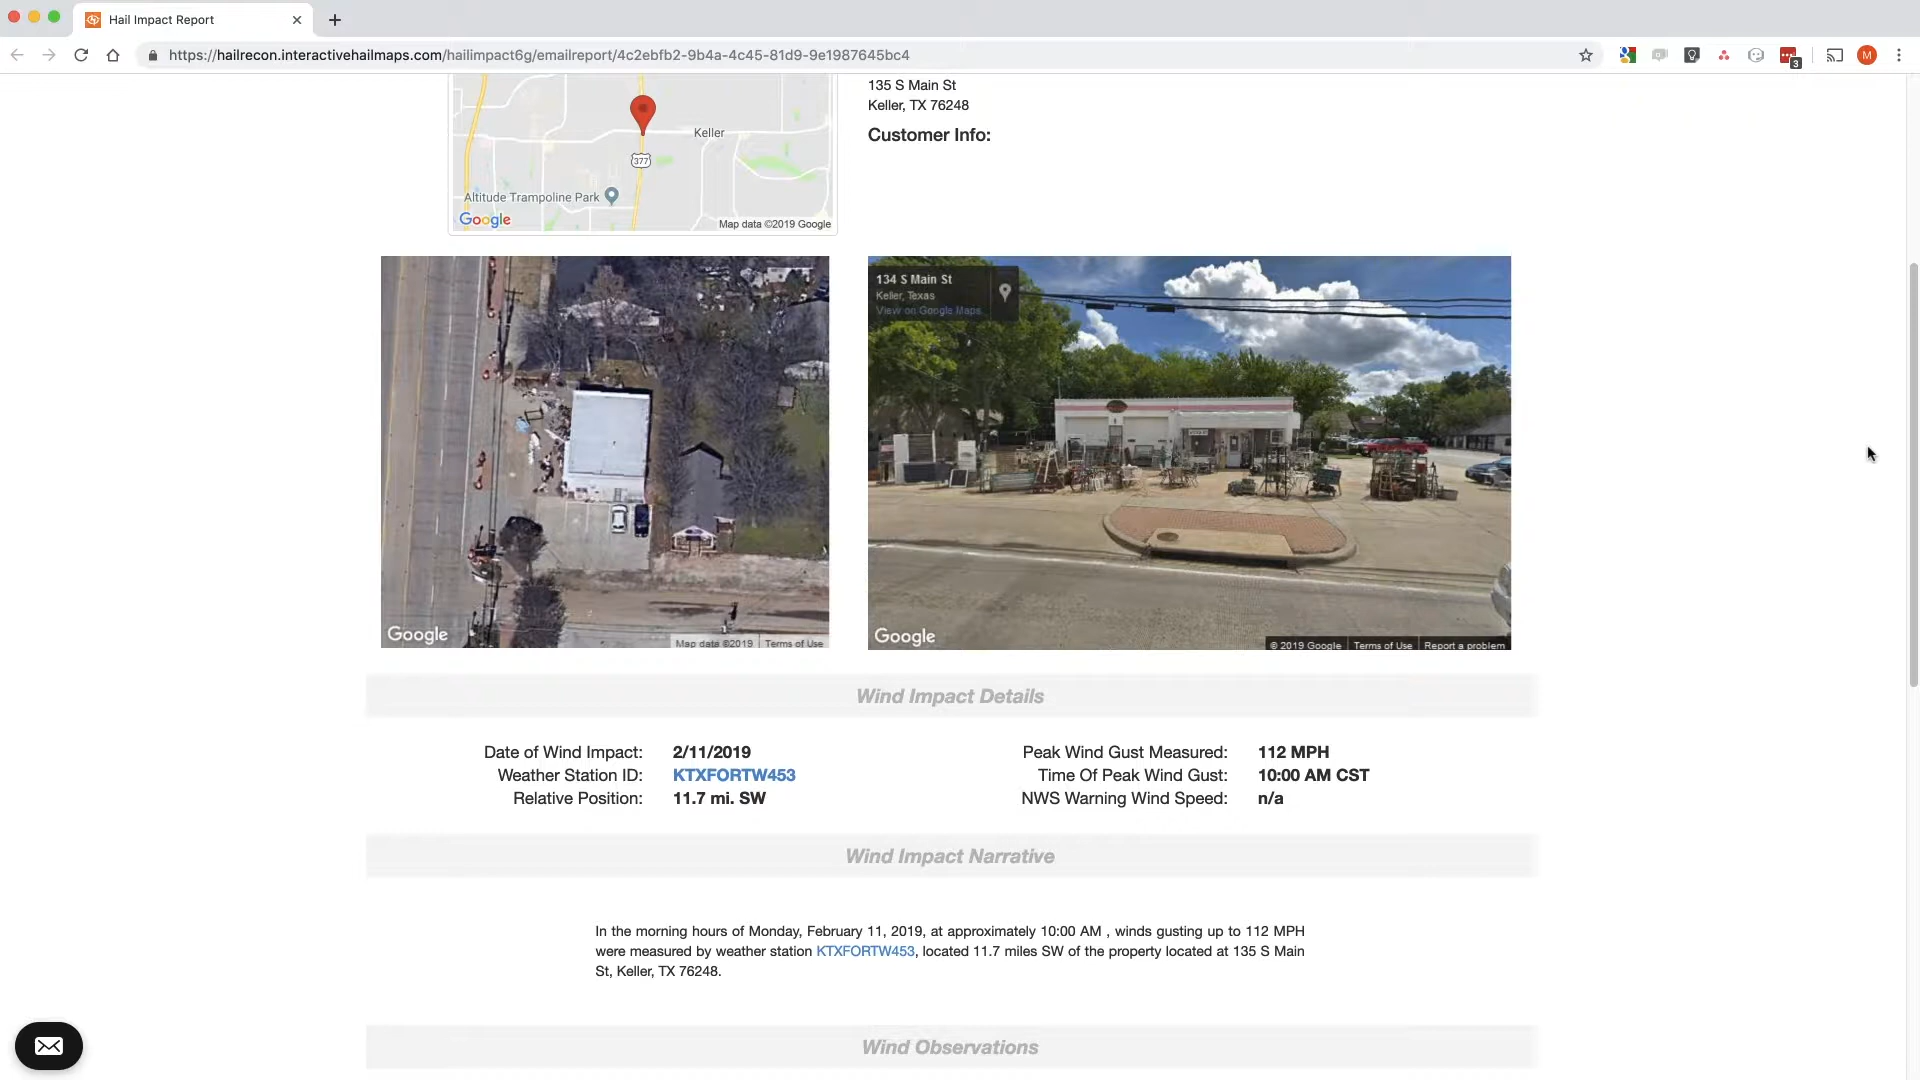 Hail Impact Report
https://hailrecon.interactivehailmaps.com/hailimpact6g/emailreport/4c2ebfb2-9b4a-4c45-81d9-9e1987645bc4
3
M
135 S Main St
Keller, TX 76248
Customer Info:
Keller
377
Altitude Trampoline Park
Google
Map data ©2019 Google
134 S Main St
Keller, Texas
View on Google Maps
Google
Map data ©2019
Terms of Use
Google
© 2019 Google
Terms of Use
Report a problem
Wind Impact Details
Date of Wind Impact: 2/11/2019
Weather Station ID: KTXFORTW453
Relative Position: 11.7 mi. SW
Peak Wind Gust Measured: 112 MPH
Time Of Peak Wind Gust: 10:00 AM CST
NWS Warning Wind Speed: n/a
Wind Impact Narrative
In the morning hours of Monday, February 11, 2019, at approximately 10:00 AM , winds gusting up to 112 MPH
were measured by weather station KTXFORTW453, located 11.7 miles SW of the property located at 135 S Main
St, Keller, TX 76248.
Wind Observations